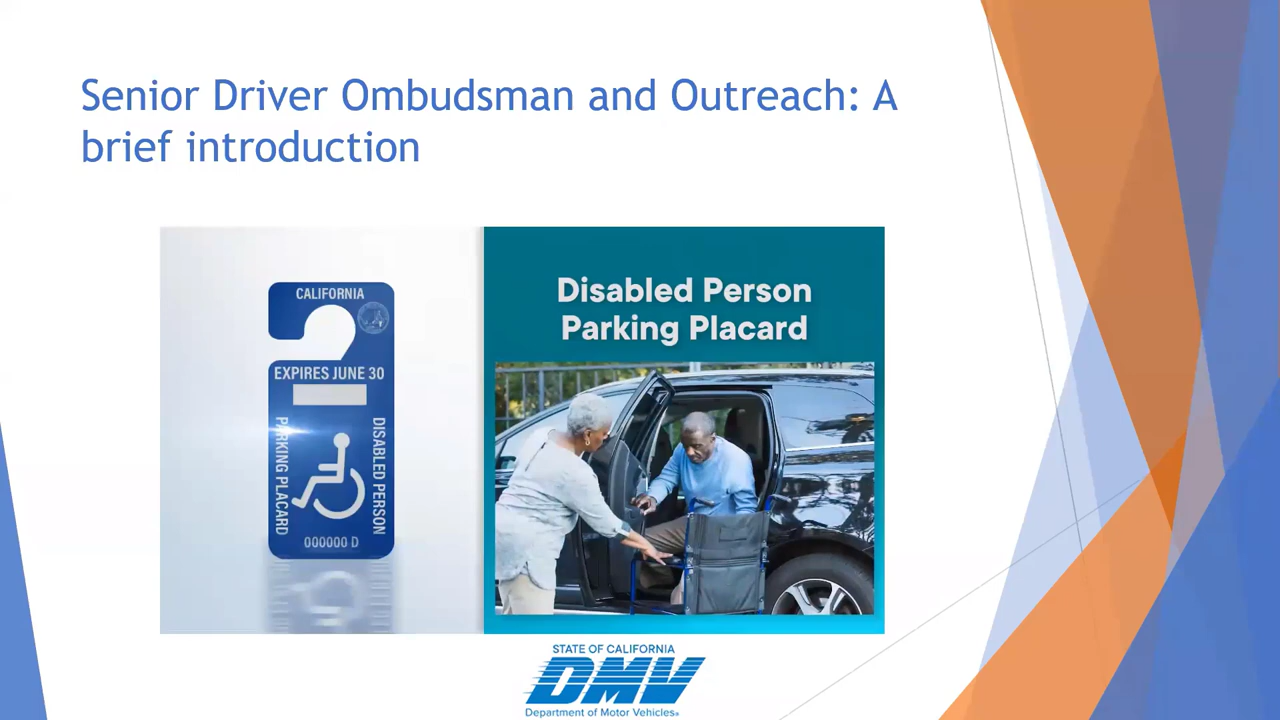 Senior Driver Ombudsman and Outreach: A
brief introduction
CALIFORNIA
EXPIRES JUNE 30
PARKING PLACARD
DISABLED PERSON
000000 D
Disabled Person
Parking Placard
STATE OF CALIFORNIA
DMV
Department of Motor Vehicles®